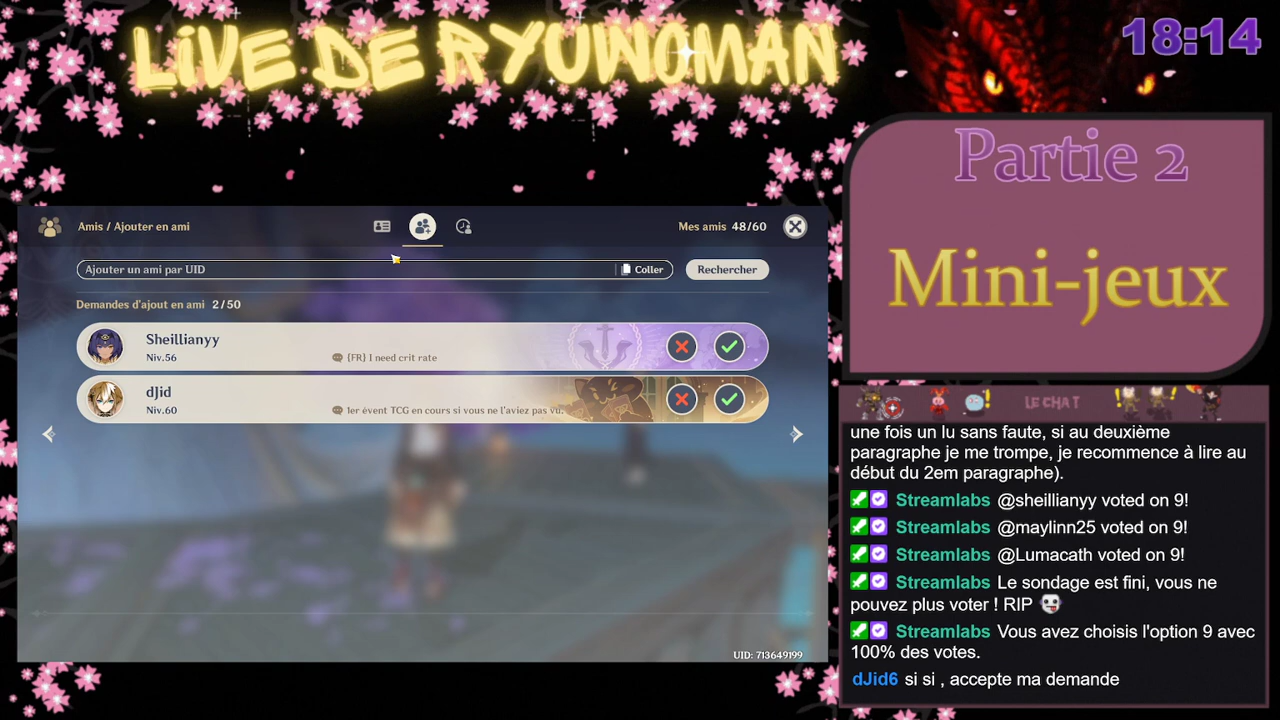 LIVE DE RYUWOMAN
18:14
Partie 2
Mini-jeux
Amis / Ajouter en ami
Mes amis 48/60
Ajouter un ami par UID
Coller
Rechercher
Demandes d'ajout en ami 2/50
Sheillianyy
Niv.56
{FR} I need crit rate
dJid
Niv.60
1er évent TCG en cours si vous ne l'aviez pas vu.
UID: 713649199
LE CHAT
une fois un lu sans faute, si au deuxième
paragraphe je me trompe, je recommence à lire au
début du 2em paragraphe).
Streamlabs @sheillianyy voted on 9!
Streamlabs @maylinn25 voted on 9!
Streamlabs @Lumacath voted on 9!
Streamlabs Le sondage est fini, vous ne
pouvez plus voter ! RIP
Streamlabs Vous avez choisis l'option 9 avec
100% des votes.
dJid6 si si , accepte ma demande